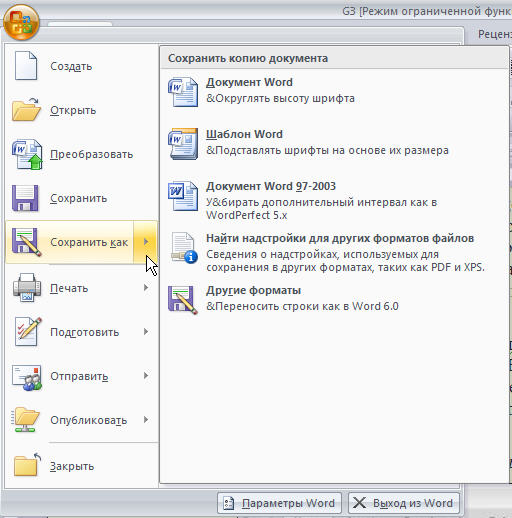 G3 [Режим ограниченной функ
Реценз
Создать
Открыть
Преобразовать
Сохранить
Сохранить как
Печать
Подготовить
Отправить
Опубликовать
Закрыть
Сохранить копию документа
Документ Word
&Округлять высоту шрифта
Шаблон Word
&Подставлять шрифты на основе их размера
Документ Word 97-2003
У&бирать дополнительный интервал как в
WordPerfect 5.x
Найти надстройки для других форматов файлов
Сведения о надстройках, используемых для
сохранения в других форматах, таких как PDF и XPS.
Другие форматы
&Переносить строки как в Word 6.0
Параметры Word
Выход из Word